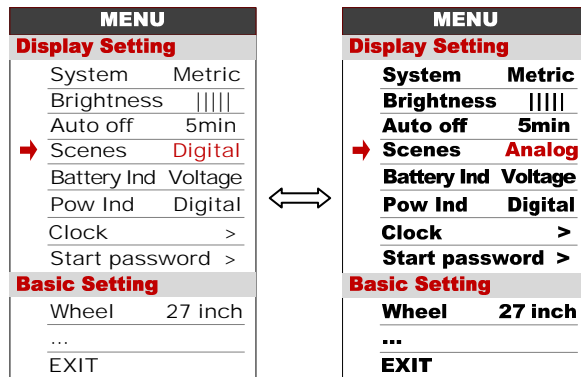 MENU
Display Setting
System Metric
Brightness |||||
Auto off 5min
Scenes Digital
Battery Ind Voltage
Pow Ind Digital
Clock >
Start password >
Basic Setting
Wheel 27 inch
...
EXIT
MENU
Display Setting
System Metric
Brightness |||||
Auto off 5min
Scenes Analog
Battery Ind Voltage
Pow Ind Digital
Clock >
Start password >
Basic Setting
Wheel 27 inch
...
EXIT